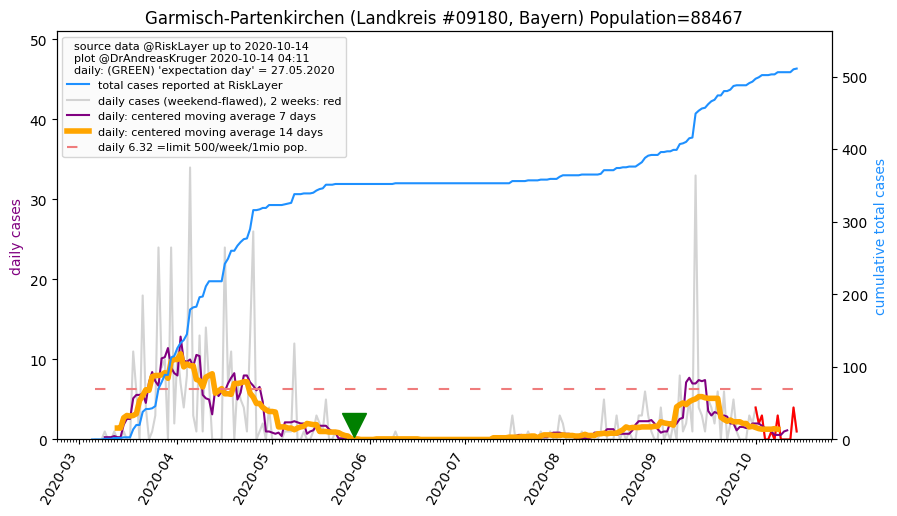 Garmisch-Partenkirchen (Landkreis #09180, Bayern) Population=88467
source data @RiskLayer up to 2020-10-14
plot @DrAndreasKruger 2020-10-14 04:11
daily: (GREEN) 'expectation day' = 27.05.2020
total cases reported at RiskLayer
daily cases (weekend-flawed), 2 weeks: red
daily: centered moving average 7 days
daily: centered moving average 14 days
daily 6.32 =limit 500/week/1mio pop.
daily cases
50
40
30
20
10
0
cumulative total cases
500
400
300
200
100
0
2020-03
2020-04
2020-05
2020-06
2020-07
2020-08
2020-09
2020-10